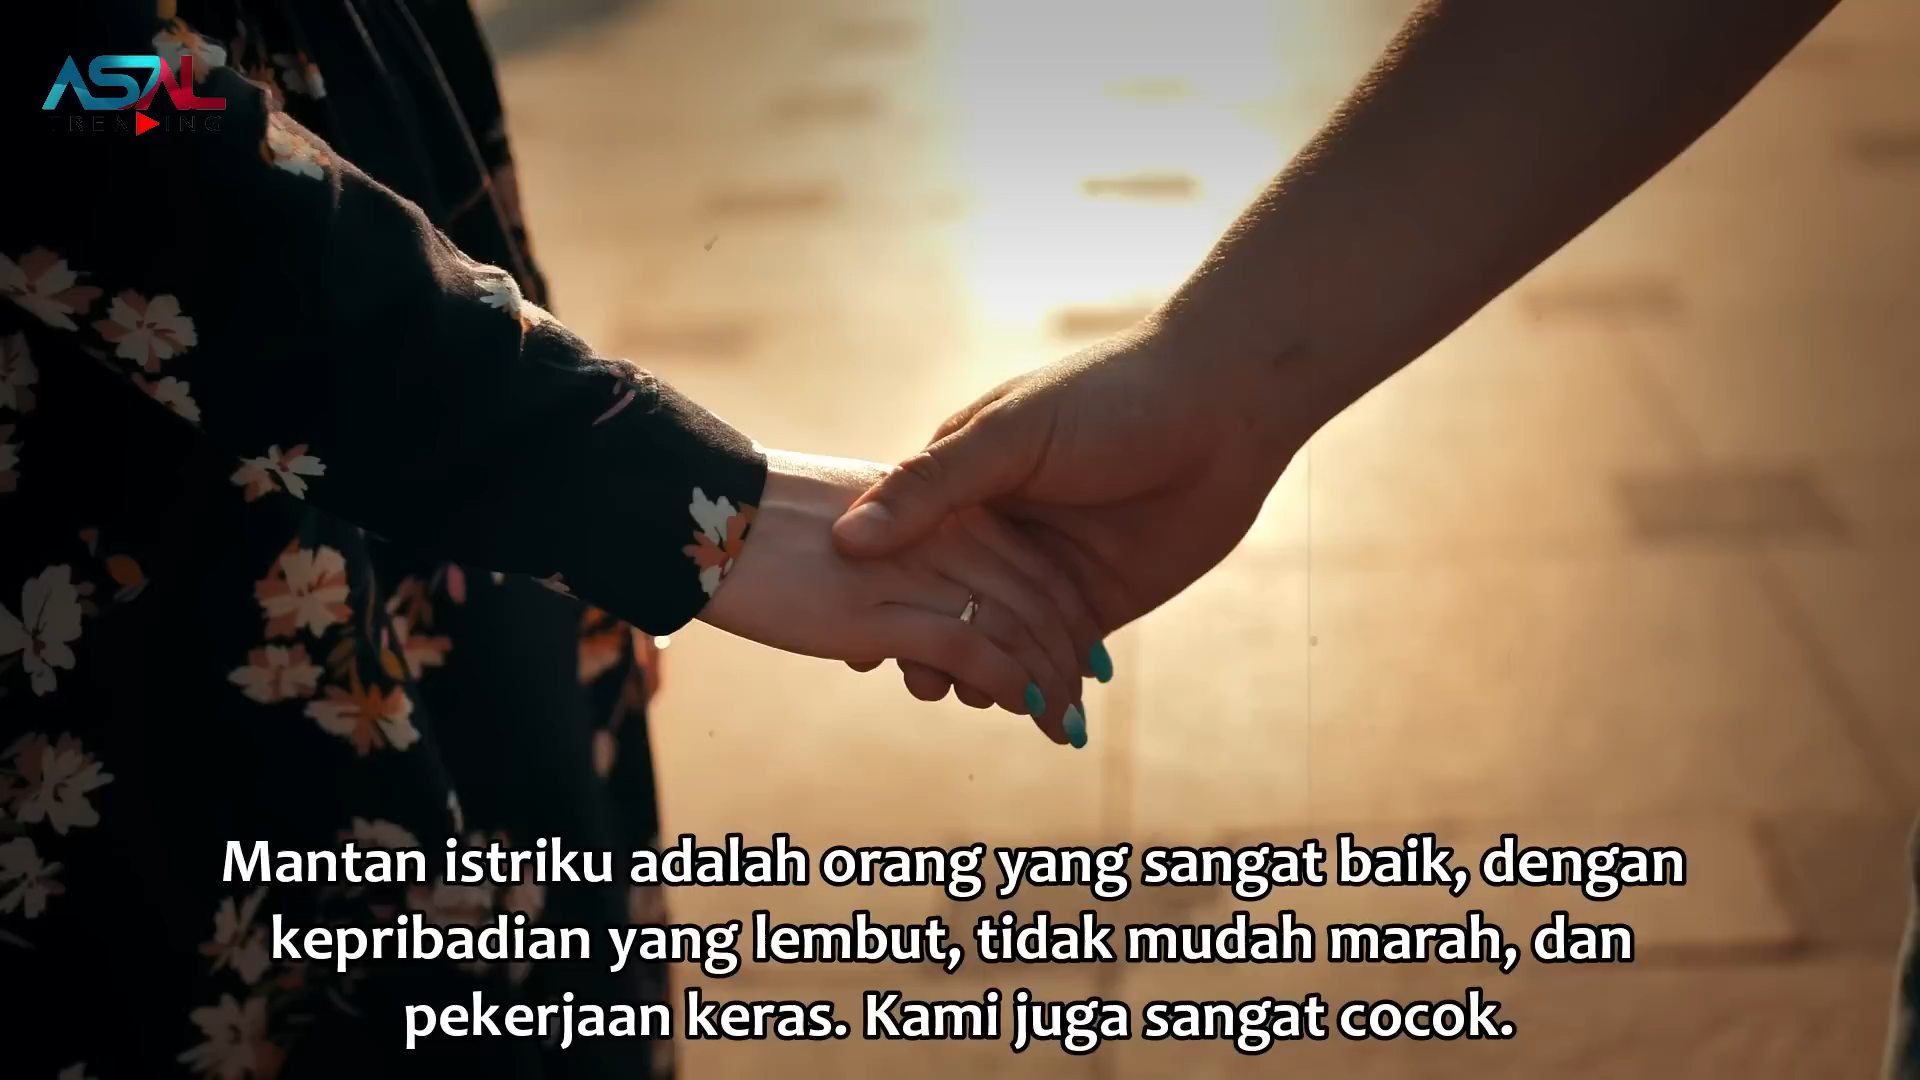 ASAL
TRENDING
Mantan istriku adalah orang yang sangat baik, dengan
kepribadian yang lembut, tidak mudah marah, dan
pekerjaan keras. Kami juga sangat cocok.